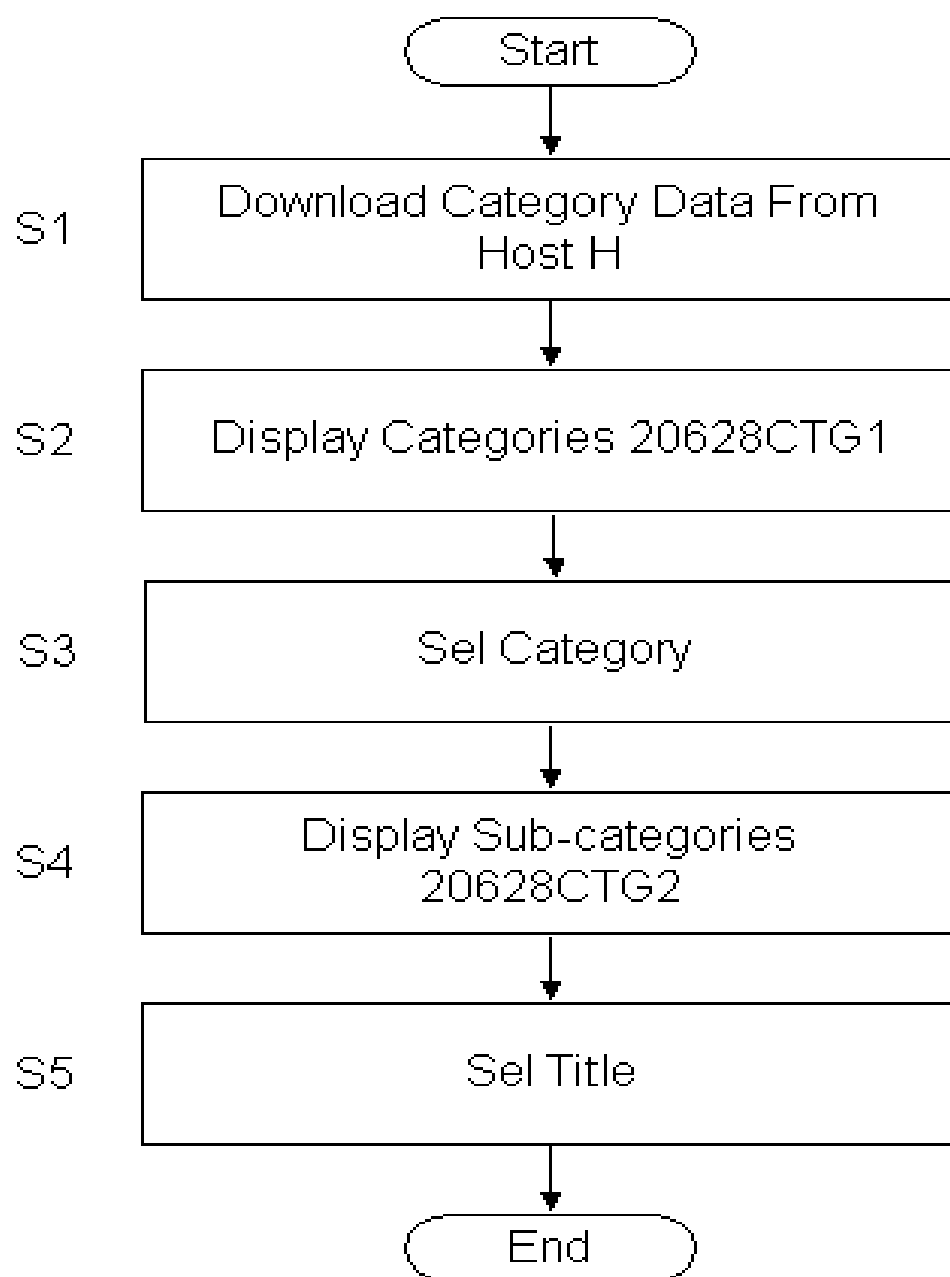 Start
S1
Download Category Data From
Host H
S2
Display Categories 20628CTG1
S3
Sel Category
S4
Display Sub-categories
20628CTG2
S5
Sel Title
End